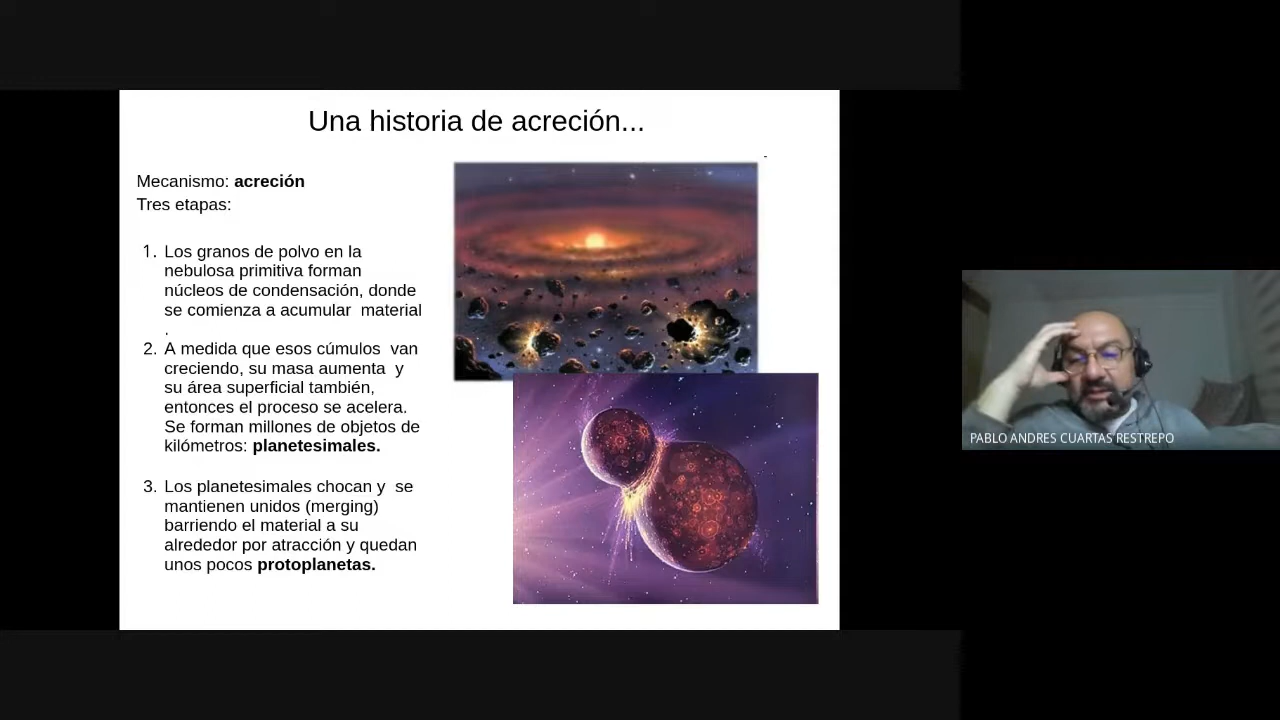 Una historia de acreción...
Mecanismo: acreción
Tres etapas:
1. Los granos de polvo en la
nebulosa primitiva forman
núcleos de condensación, donde
se comienza a acumular  material
.
2. A medida que esos cúmulos  van
creciendo, su masa aumenta  y
su área superficial también,
entonces el proceso se acelera.
Se forman millones de objetos de
kilómetros: planetesimales.
3. Los planetesimales chocan y  se
mantienen unidos (merging)
barriendo el material a su
alrededor por atracción y quedan
unos pocos protoplanetas.
PABLO ANDRES CUARTAS RESTREPO